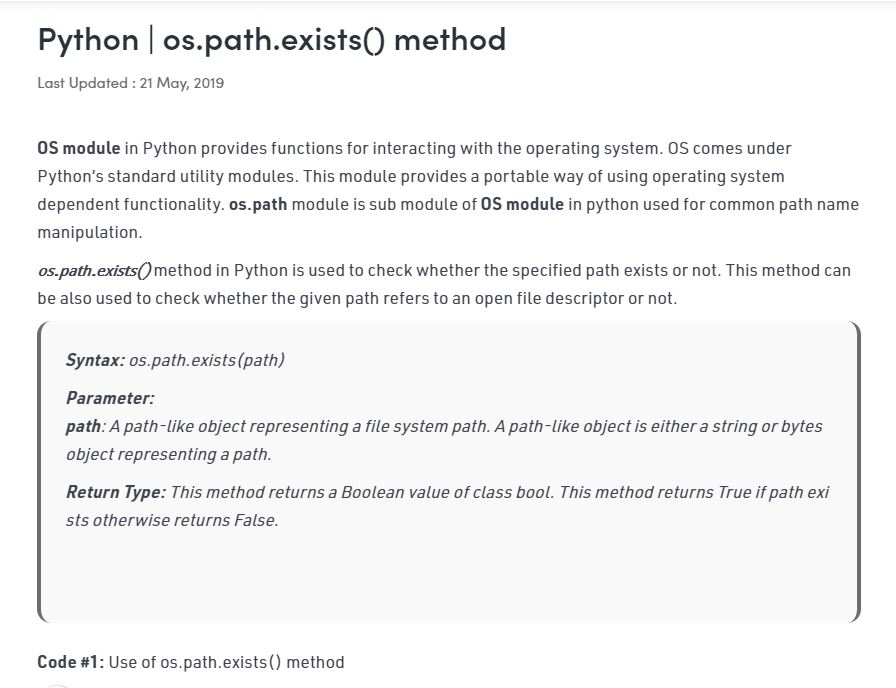 Python | os.path.exists() method
Last Updated : 21 May, 2019
OS module in Python provides functions for interacting with the operating system. OS comes under
Python's standard utility modules. This module provides a portable way of using operating system
dependent functionality. os.path module is sub module of OS module in python used for common path name
manipulation.
os.path.exists() method in Python is used to check whether the specified path exists or not. This method can
be also used to check whether the given path refers to an open file descriptor or not.
Syntax: os.path.exists(path)
Parameter:
path: A path-like object representing a file system path. A path-like object is either a string or bytes
object representing a path.
Return Type: This method returns a Boolean value of class bool. This method returns True if path exi
sts otherwise returns False.
Code #1: Use of os.path.exists() method